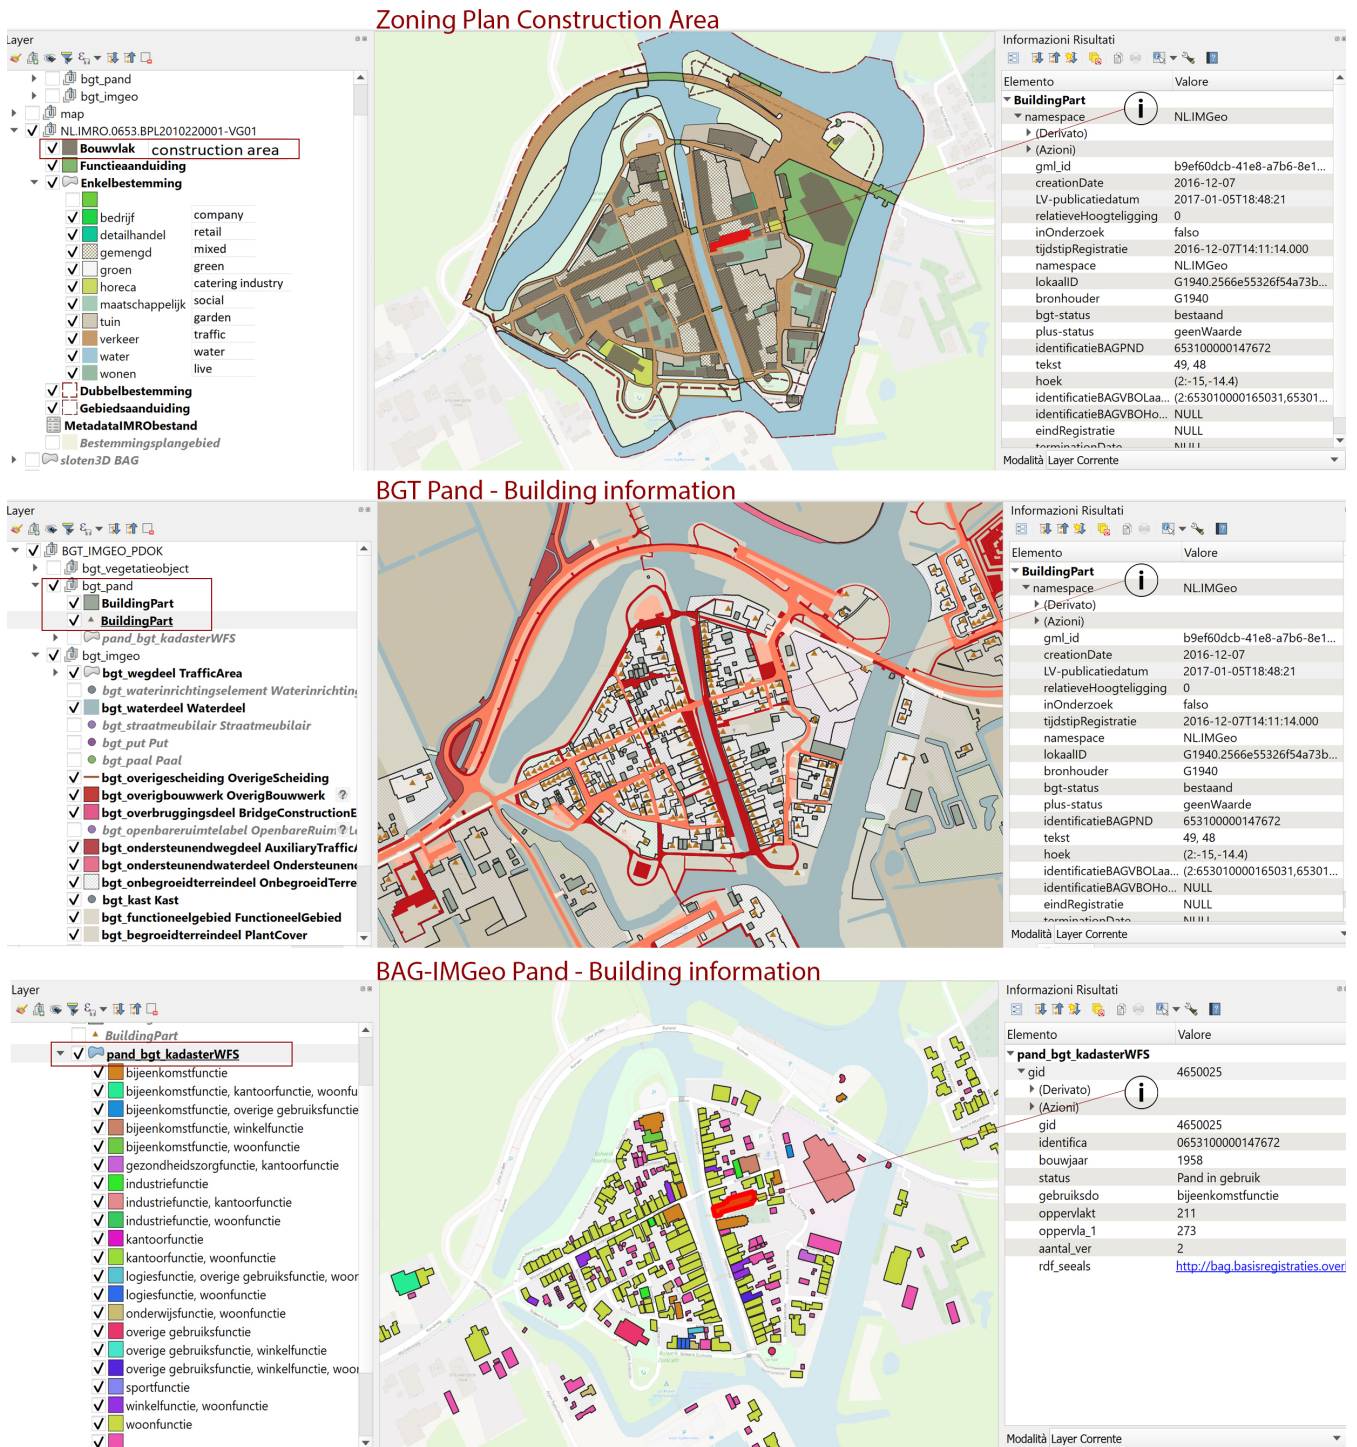 Zoning Plan Construction Area
Layer
bgt_pand
bgt_imgeo
map
NL.IMRO.0653.BPL2010220001-VG01
Bouwvlak construction area
Functieaanduiding
Enkelbestemming
bedrijf company
detailhandel retail
gemengd mixed
groen green
horeca catering industry
maatschappelijk social
tuin garden
verkeer traffic
water water
wonen live
Dubbelbestemming
Gebiedsaanduiding
MetadataIMRObestand
Bestemmingsplangebied
sloten3D BAG
Informazioni Risultati
Elemento Valore
BuildingPart
namespace NL.IMGeo
(Derivato)
(Azioni)
gml_id b9ef60dcb-41e8-a7b6-8e1...
creationDate 2016-12-07
LV-publicatiedatum 2017-01-05T18:48:21
relatieveHoogteligging 0
inOnderzoek falso
tijdstipRegistratie 2016-12-07T14:11:14.000
namespace NL.IMGeo
lokaalID G1940.2566e55326f54a73b...
bronhouder G1940
bgt-status bestaand
plus-status geenWaarde
identificatieBAGPND 653100000147672
tekst 49, 48
hoek (2:-15,-14.4)
identificatieBAGVBOLaa... (2:653010000165031,65301...
identificatieBAGVBOHo... NULL
eindRegistratie NULL
terminationDate NULL
Modalità Layer Corrente
i
BGT Pand - Building information
Layer
BGT_IMGEO_PDOK
bgt_vegetatieobject
bgt_pand
BuildingPart
BuildingPart
pand_bgt_kadasterWFS
bgt_imgeo
bgt_wegdeel TrafficArea
bgt_waterinrichtingselement Waterinrichting
bgt_waterdeel Waterdeel
bgt_straatmeubilair Straatmeubilair
bgt_put Put
bgt_paal Paal
bgt_overigescheiding OverigeScheiding
bgt_overigbouwwerk OverigBouwwerk ?
bgt_overbruggingsdeel BridgeConstructionE
bgt_openbareruimtelabel OpenbareRuim
bgt_ondersteunendwegdeel AuxiliaryTraffic
bgt_ondersteunendwaterdeel Ondersteunen
bgt_onbegroeidterreindeel OnbegroeidTerre
bgt_kast Kast
bgt_functioneelgebied FunctioneelGebied
bgt_begroeidterreindeel PlantCover
Informazioni Risultati
Elemento Valore
BuildingPart
namespace NL.IMGeo
(Derivato)
(Azioni)
gml_id b9ef60dcb-41e8-a7b6-8e1...
creationDate 2016-12-07
LV-publicatiedatum 2017-01-05T18:48:21
relatieveHoogteligging 0
inOnderzoek falso
tijdstipRegistratie 2016-12-07T14:11:14.000
namespace NL.IMGeo
lokaalID G1940.2566e55326f54a73b...
bronhouder G1940
bgt-status bestaand
plus-status geenWaarde
identificatieBAGPND 653100000147672
tekst 49, 48
hoek (2:-15,-14.4)
identificatieBAGVBOLaa... (2:653010000165031,65301...
identificatieBAGVBOHo... NULL
eindRegistratie NULL
terminationDate NULL
Modalità Layer Corrente
i
BAG-IMGeo Pand - Building information
Layer
BuildingPart
pand_bgt_kadasterWFS
bijeenkomstfunctie
bijeenkomstfunctie, kantoorfunctie, woonfu
bijeenkomstfunctie, overige gebruiksfunctie
bijeenkomstfunctie, winkelfunctie
bijeenkomstfunctie, woonfunctie
gezondheidszorgfunctie, kantoorfunctie
industriefunctie
industriefunctie, kantoorfunctie
industriefunctie, woonfunctie
kantoorfunctie
kantoorfunctie, woonfunctie
logiesfunctie, overige gebruiksfunctie, woor
logiesfunctie, woonfunctie
onderwijsfunctie, woonfunctie
overige gebruiksfunctie
overige gebruiksfunctie, winkelfunctie
overige gebruiksfunctie, winkelfunctie, woor
sportfunctie
winkelfunctie, woonfunctie
woonfunctie
Informazioni Risultati
Elemento Valore
pand_bgt_kadasterWFS
gid 4650025
(Derivato)
(Azioni)
gid 4650025
identifica 0653100000147672
bouwjaar 1958
status Pand in gebruik
gebruiksdo bijeenkomstfunctie
oppervlakt 211
oppervla_1 273
aantal_ver 2
rdf_seeals http://bag.basisregistraties.over
Modalità Layer Corrente
i